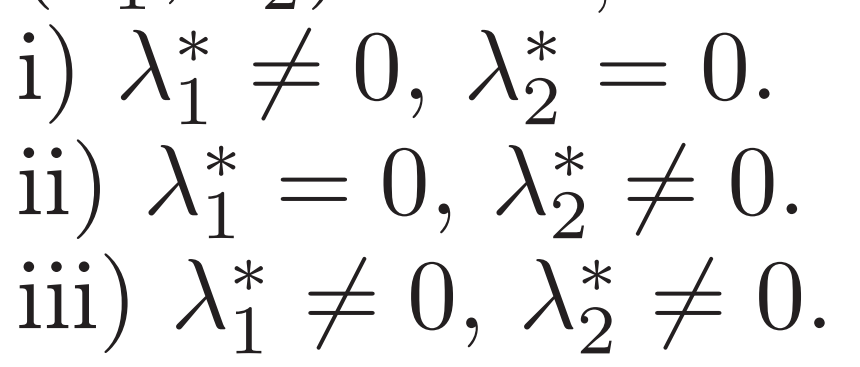 i) λ₁* ≠ 0, λ₂* = 0.
ii) λ₁* = 0, λ₂* ≠ 0.
iii) λ₁* ≠ 0, λ₂* ≠ 0.